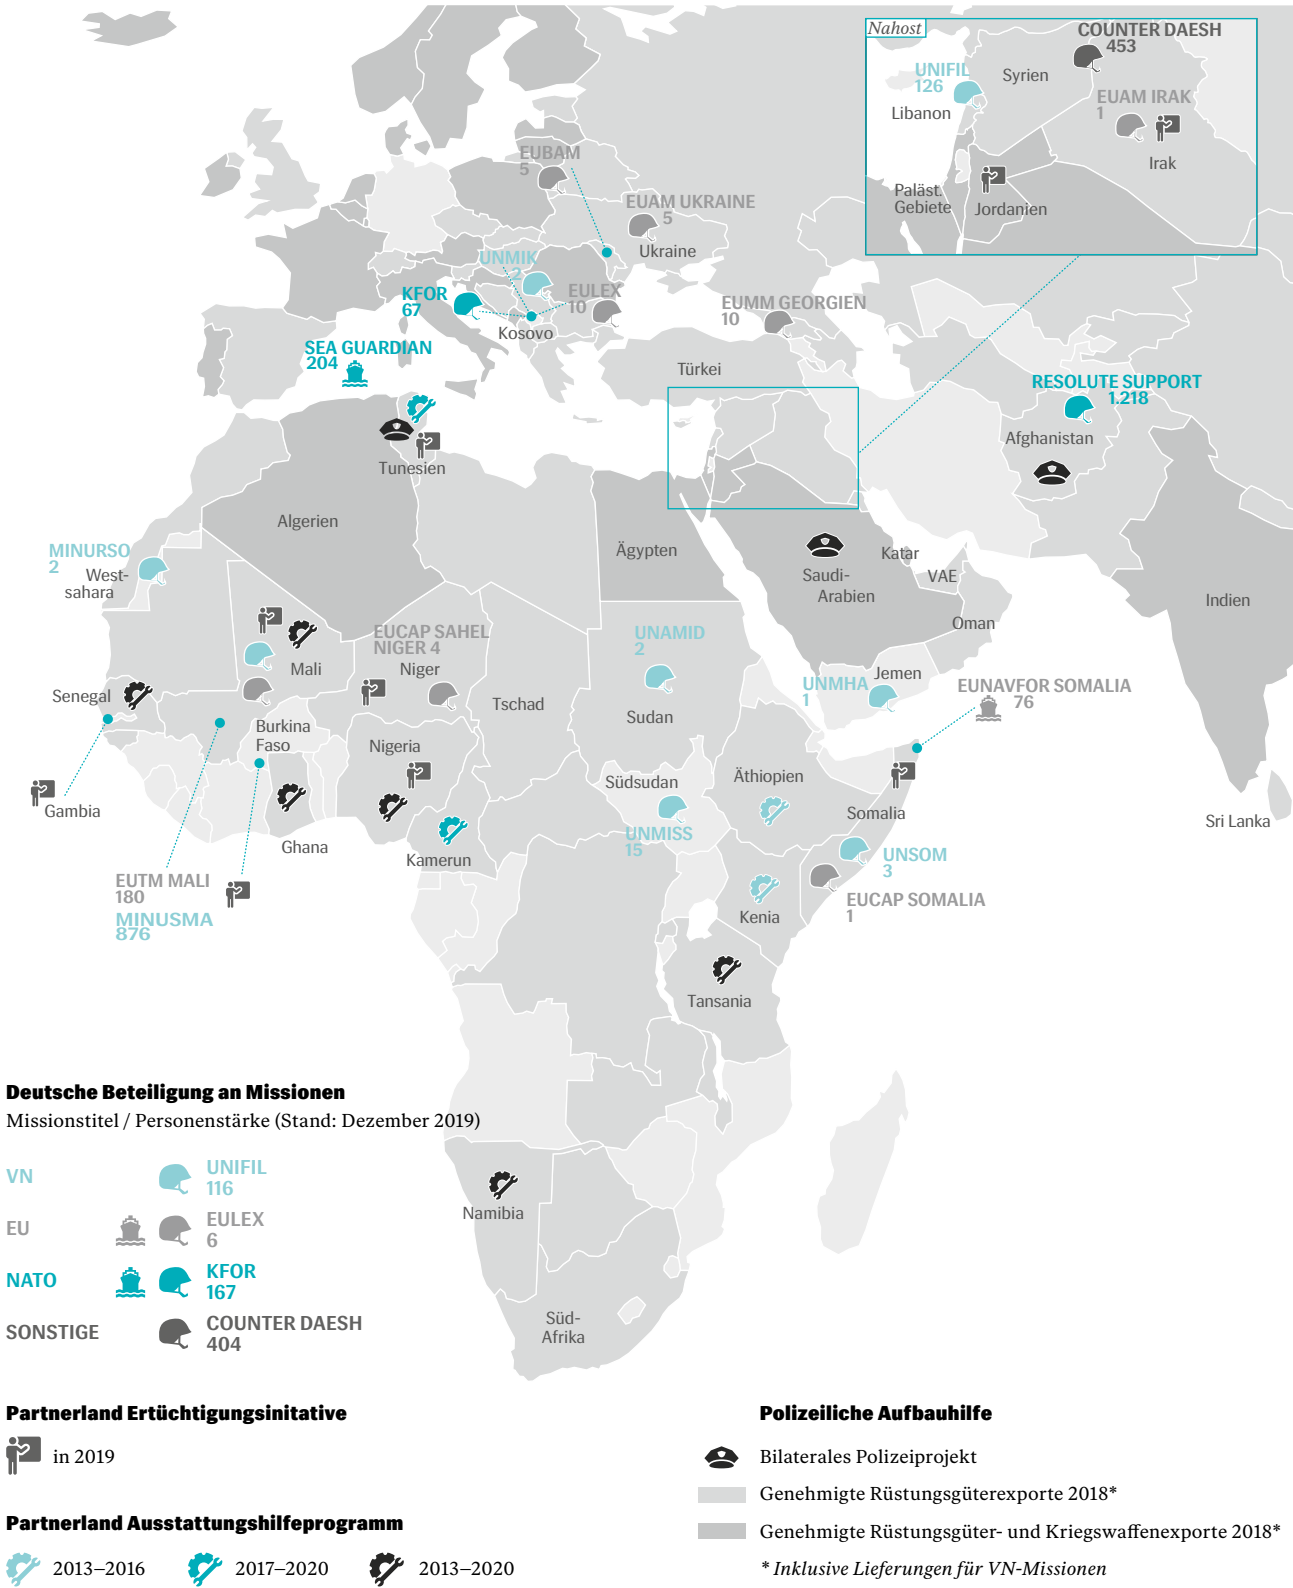 Nahost
COUNTER DAESH
453
UNIFIL
126
Syrien
Libanon
EUAM IRAK
1
Irak
Paläst.
Gebiete
Jordanien
EUBAM
5
EUAM UKRAINE
5
Ukraine
UNMIK
2
KFOR
67
EULEX
10
Kosovo
EUMM GEORGIEN
10
SEA GUARDIAN
204
Türkei
RESOLUTE SUPPORT
1.218
Afghanistan
Tunesien
Algerien
Ägypten
MINURSO
2
West-
sahara
Saudi-
Arabien
Katar
VAE
Oman
Indien
EUCAP SAHEL
NIGER 4
Niger
Mali
UNAMID
2
Sudan
Tschad
Senegal
Jemen
UNMHA
1
EUNAVFOR SOMALIA
76
Burkina
Faso
Nigeria
Südsudan
UNMISS
15
Äthiopien
Somalia
Gambia
Ghana
Kamerun
Sri Lanka
UNSOM
3
EUCAP SOMALIA
1
EUTM MALI
180
MINUSMA
876
Kenia
Tansania
Namibia
Süd-
Afrika
Deutsche Beteiligung an Missionen
Missionstitel / Personenstärke (Stand: Dezember 2019)
VN
UNIFIL
116
EU
EULEX
6
NATO
KFOR
167
SONSTIGE
COUNTER DAESH
404
Partnerland Ertüchtigungsinitative
in 2019
Partnerland Ausstattungshilfeprogramm
2013–2016
2017–2020
2013–2020
Polizeiliche Aufbauhilfe
Bilaterales Polizeiprojekt
Genehmigte Rüstungsgüterexporte 2018*
Genehmigte Rüstungsgüter- und Kriegswaffenexporte 2018*
* Inklusive Lieferungen für VN-Missionen